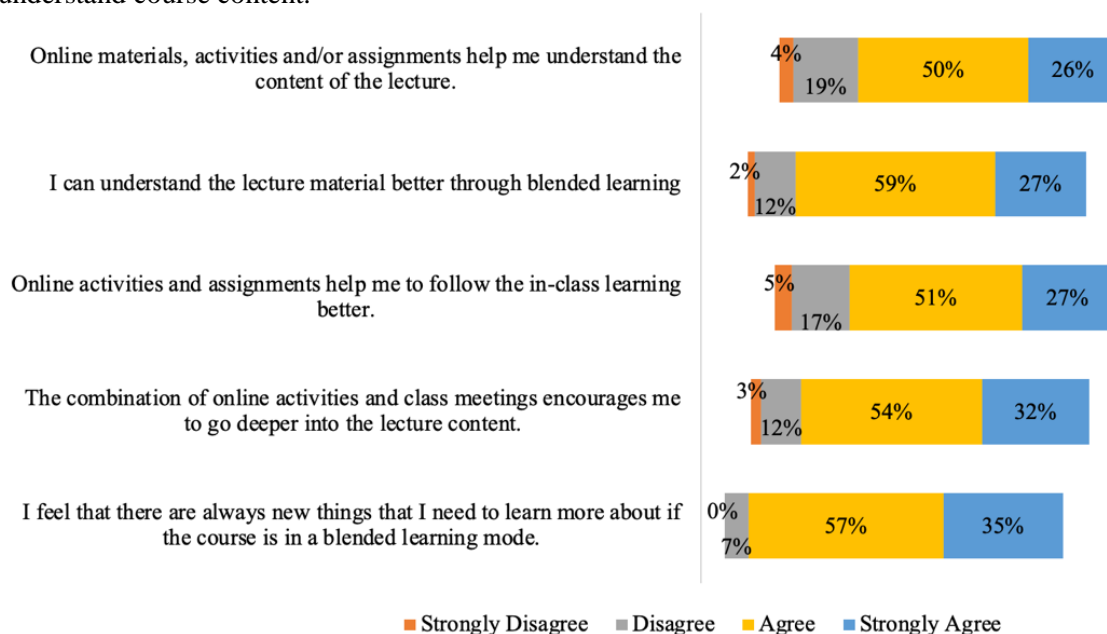 understand course content.
Online materials, activities and/or assignments help me understand the
content of the lecture.
4%
19%
50%
26%
I can understand the lecture material better through blended learning
2%
12%
59%
27%
Online activities and assignments help me to follow the in-class learning
better.
5%
17%
51%
27%
The combination of online activities and class meetings encourages me
to go deeper into the lecture content.
3%
12%
54%
32%
I feel that there are always new things that I need to learn more about if
the course is in a blended learning mode.
0%
7%
57%
35%
Strongly Disagree
Disagree
Agree
Strongly Agree